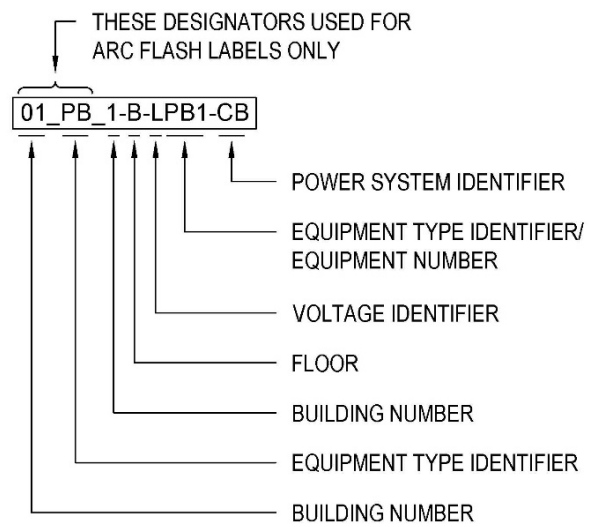 THESE DESIGNATORS USED FOR
ARC FLASH LABELS ONLY
01_PB_1-B-LPB1-CB
POWER SYSTEM IDENTIFIER
EQUIPMENT TYPE IDENTIFIER/
EQUIPMENT NUMBER
VOLTAGE IDENTIFIER
FLOOR
BUILDING NUMBER
EQUIPMENT TYPE IDENTIFIER
BUILDING NUMBER